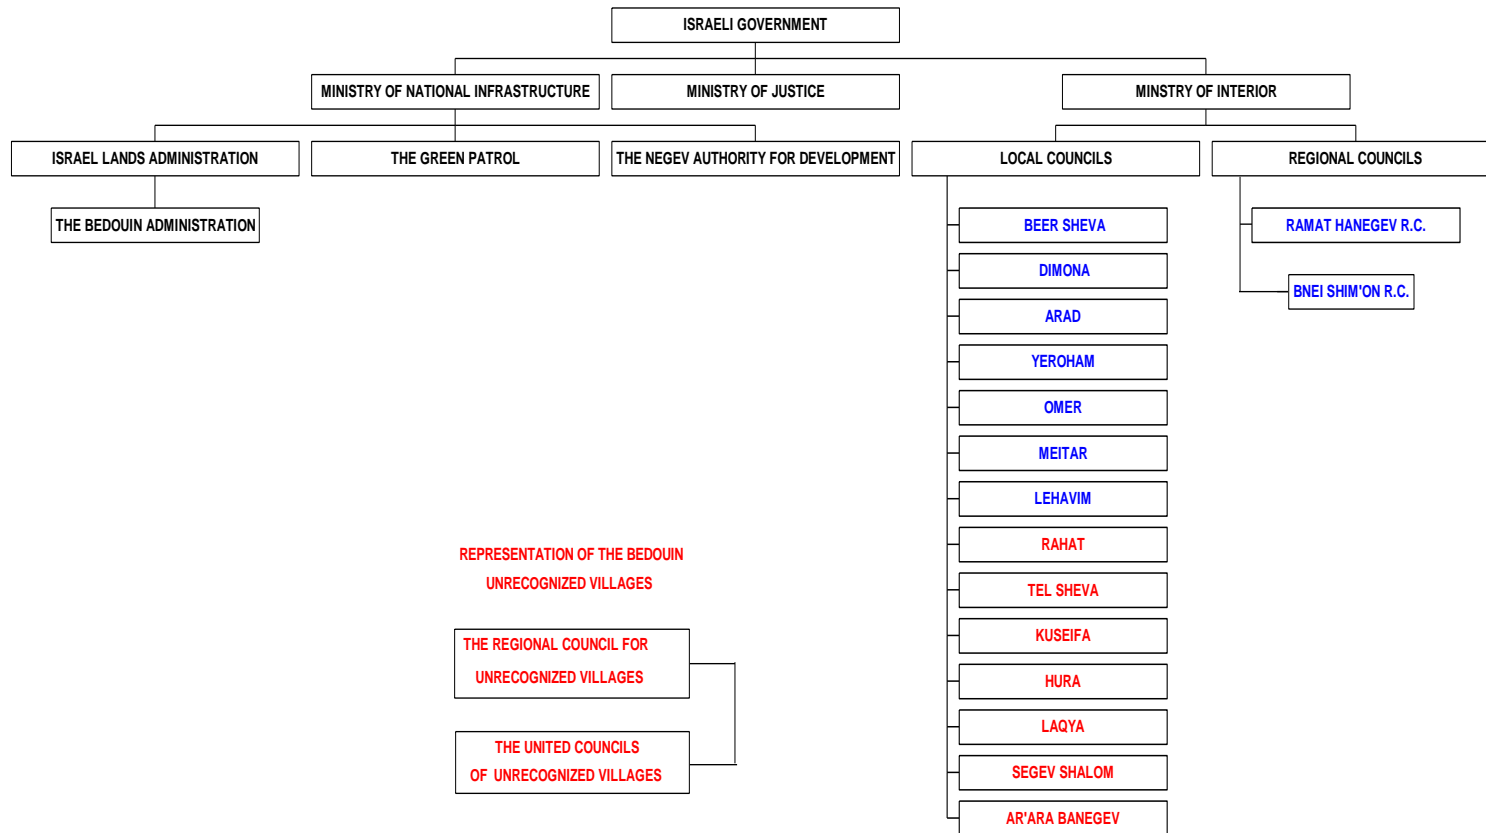 ISRAELI GOVERNMENT
MINISTRY OF NATIONAL INFRASTRUCTURE
MINISTRY OF JUSTICE
MINSTRY OF INTERIOR
ISRAEL LANDS ADMINISTRATION
THE GREEN PATROL
THE NEGEV AUTHORITY FOR DEVELOPMENT
LOCAL COUNCILS
REGIONAL COUNCILS
THE BEDOUIN ADMINISTRATION
BEER SHEVA
DIMONA
ARAD
YEROHAM
OMER
MEITAR
LEHAVIM
RAHAT
TEL SHEVA
KUSEIFA
HURA
LAQYA
SEGEV SHALOM
AR'ARA BANEGEV
RAMAT HANEGEV R.C.
BNEI SHIM'ON R.C.
REPRESENTATION OF THE BEDOUIN
UNRECOGNIZED VILLAGES
THE REGIONAL COUNCIL FOR
UNRECOGNIZED VILLAGES
THE UNITED COUNCILS
OF UNRECOGNIZED VILLAGES